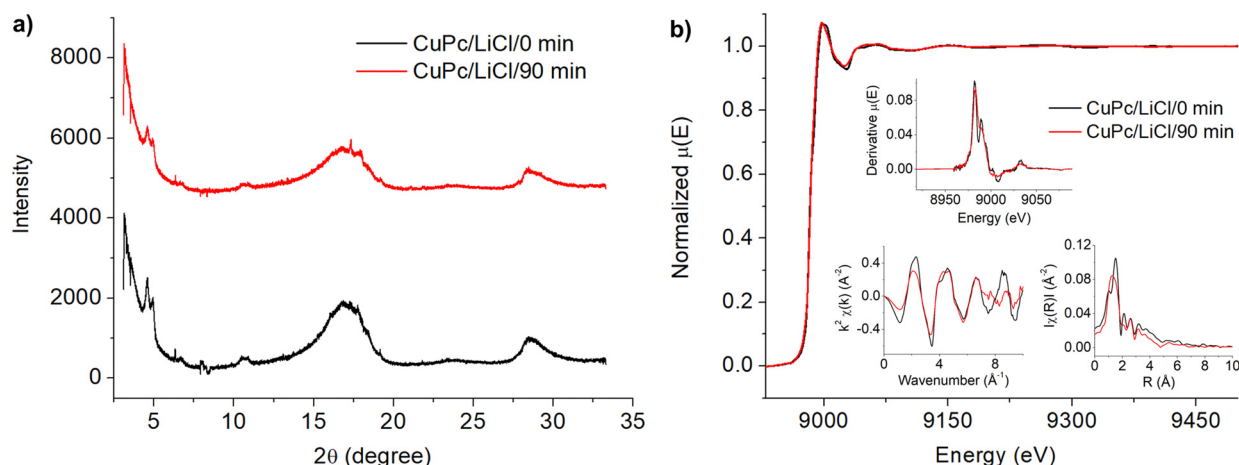 a)
CuPc/LiCl/0 min
CuPc/LiCl/90 min
Intensity
8000
6000
4000
2000
0
5
10
15
20
25
30
35
2θ (degree)
b)
Normalized μ(E)
1.0
0.8
0.6
0.4
0.2
0.0
9000
9150
9300
9450
Energy (eV)
CuPc/LiCl/0 min
CuPc/LiCl/90 min
Derivative μ(E)
0.08
0.04
0.00
8950
9000
9050
Energy (eV)
k² χ(k) (Å⁻²)
0.4
0.0
-0.4
0
4
8
Wavenumber (Å⁻¹)
Iχ(R)I (Å⁻²)
0.12
0.08
0.04
0.00
0
2
4
6
8
10
R (Å)